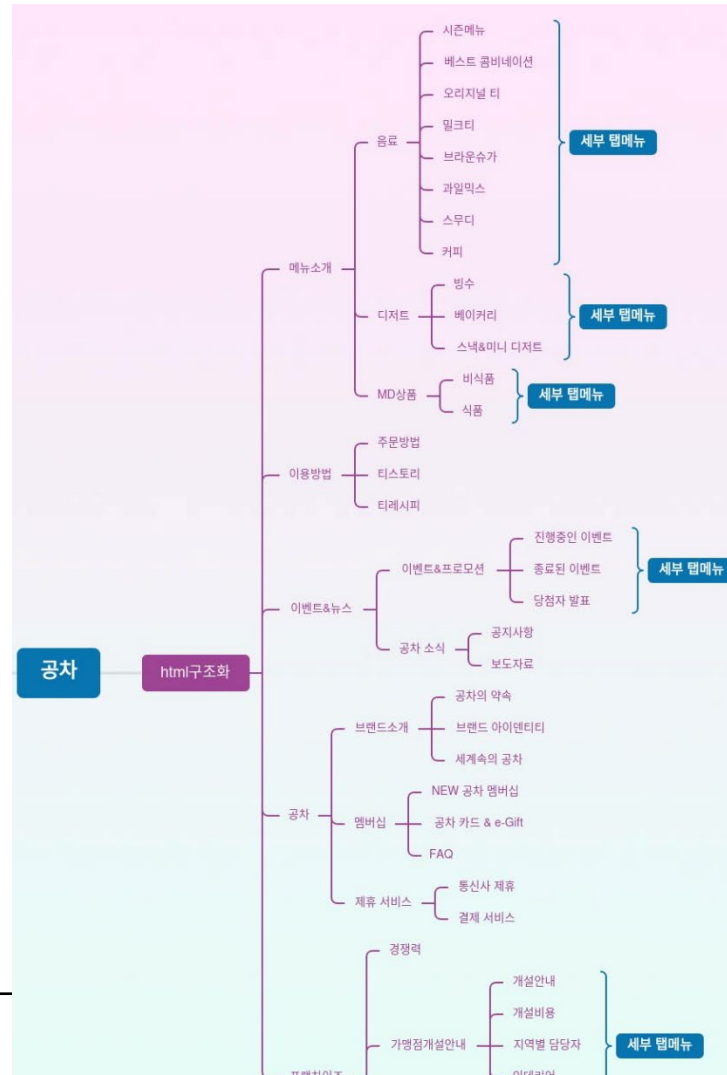 공차
html구조화
메뉴소개
음료
시즌메뉴
베스트 콤비네이션
오리지널 티
밀크티
브라운슈가
과일믹스
스무디
커피
세부 탭메뉴
디저트
빙수
베이커리
스낵&미니 디저트
세부 탭메뉴
MD상품
비식품
식품
세부 탭메뉴
이용방법
주문방법
티스토리
티레시피
이벤트&뉴스
이벤트&프로모션
진행중인 이벤트
종료된 이벤트
당첨자 발표
세부 탭메뉴
공차 소식
공지사항
보도자료
공차
브랜드소개
공차의 약속
브랜드 아이덴티티
세계속의 공차
멤버십
NEW 공차 멤버십
공차 카드 & e-Gift
FAQ
제휴 서비스
통신사 제휴
결제 서비스
경쟁력
가맹점개설안내
개설안내
개설비용
지역별 담당자
세부 탭메뉴